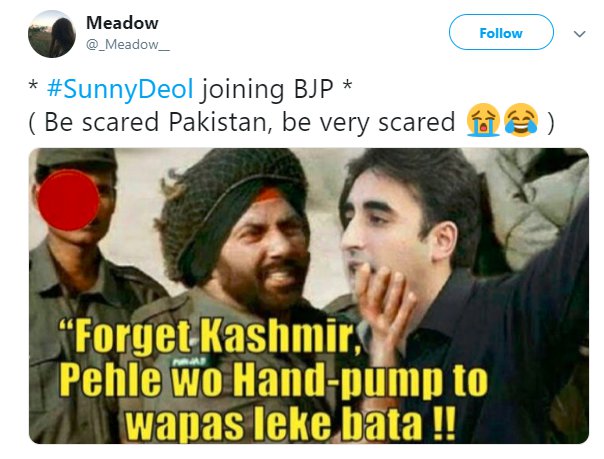 Meadow
@_Meadow__
Follow
* #SunnyDeol joining BJP *
( Be scared Pakistan, be very scared 😭😂 )
“Forget Kashmir,
Pehle wo Hand-pump to
wapas leke bata !!